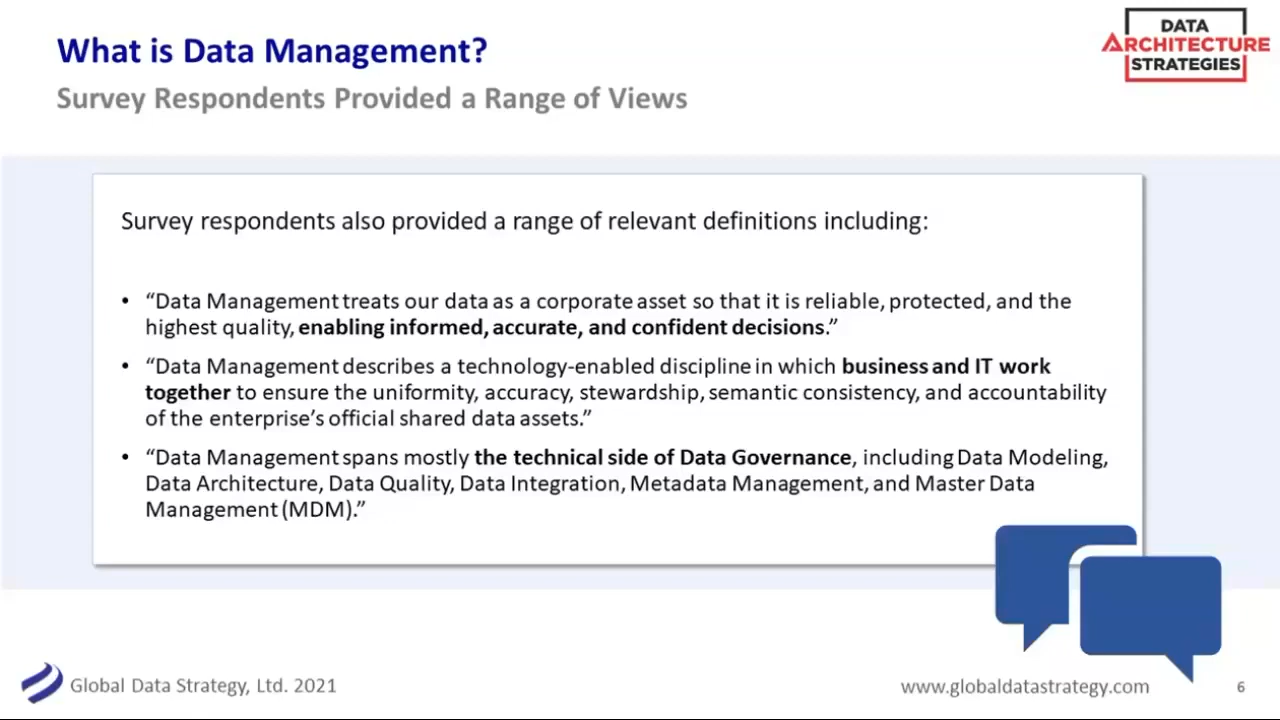 What is Data Management?
Survey Respondents Provided a Range of Views
DATA
ARCHITECTURE
STRATEGIES
Survey respondents also provided a range of relevant definitions including:
• “Data Management treats our data as a corporate asset so that it is reliable, protected, and the
highest quality, enabling informed, accurate, and confident decisions.”
• “Data Management describes a technology-enabled discipline in which business and IT work
together to ensure the uniformity, accuracy, stewardship, semantic consistency, and accountability
of the enterprise’s official shared data assets.”
• “Data Management spans mostly the technical side of Data Governance, including Data Modeling,
Data Architecture, Data Quality, Data Integration, Metadata Management, and Master Data
Management (MDM).”
Global Data Strategy, Ltd. 2021
www.globaldatastrategy.com
6